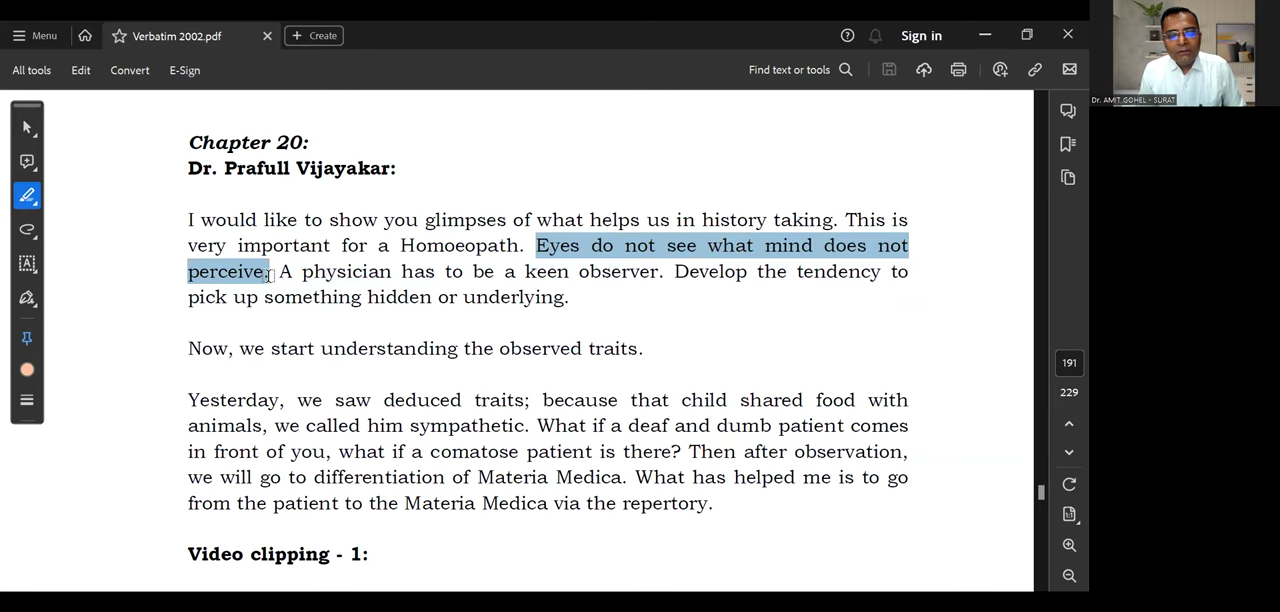 Menu
Verbatim 2002.pdf
Create
Sign in
Dr. AMIT.GOHEL - SURAT
All tools
Edit
Convert
E-Sign
Find text or tools
Chapter 20:
Dr. Prafull Vijayakar:
I would like to show you glimpses of what helps us in history taking. This is
very important for a Homoeopath. Eyes do not see what mind does not
perceive. A physician has to be a keen observer. Develop the tendency to
pick up something hidden or underlying.
Now, we start understanding the observed traits.
191
229
Yesterday, we saw deduced traits; because that child shared food with
animals, we called him sympathetic. What if a deaf and dumb patient comes
in front of you, what if a comatose patient is there? Then after observation,
we will go to differentiation of Materia Medica. What has helped me is to go
from the patient to the Materia Medica via the repertory.
Video clipping - 1: